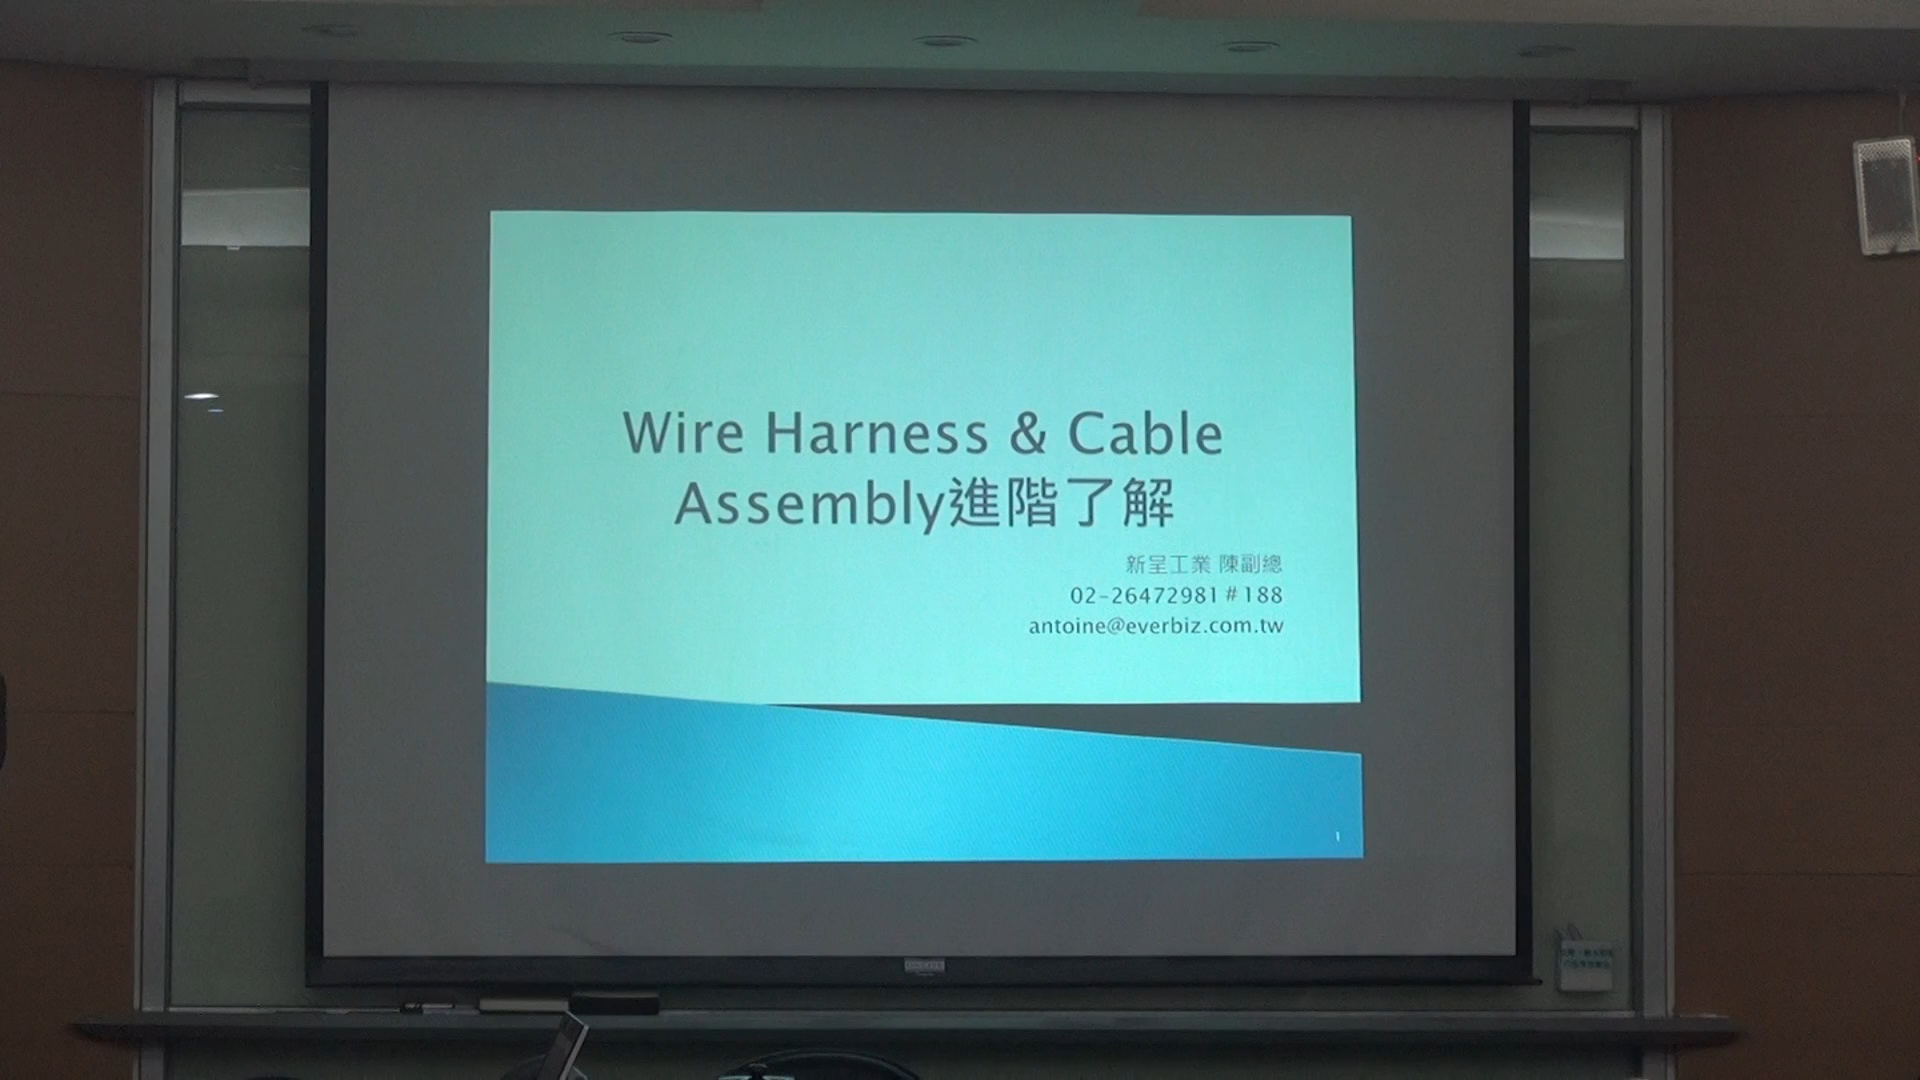 Wire Harness & Cable
Assembly進階了解
新呈工業 陳副總
02-26472981#188
antoine@everbiz.com.tw
1